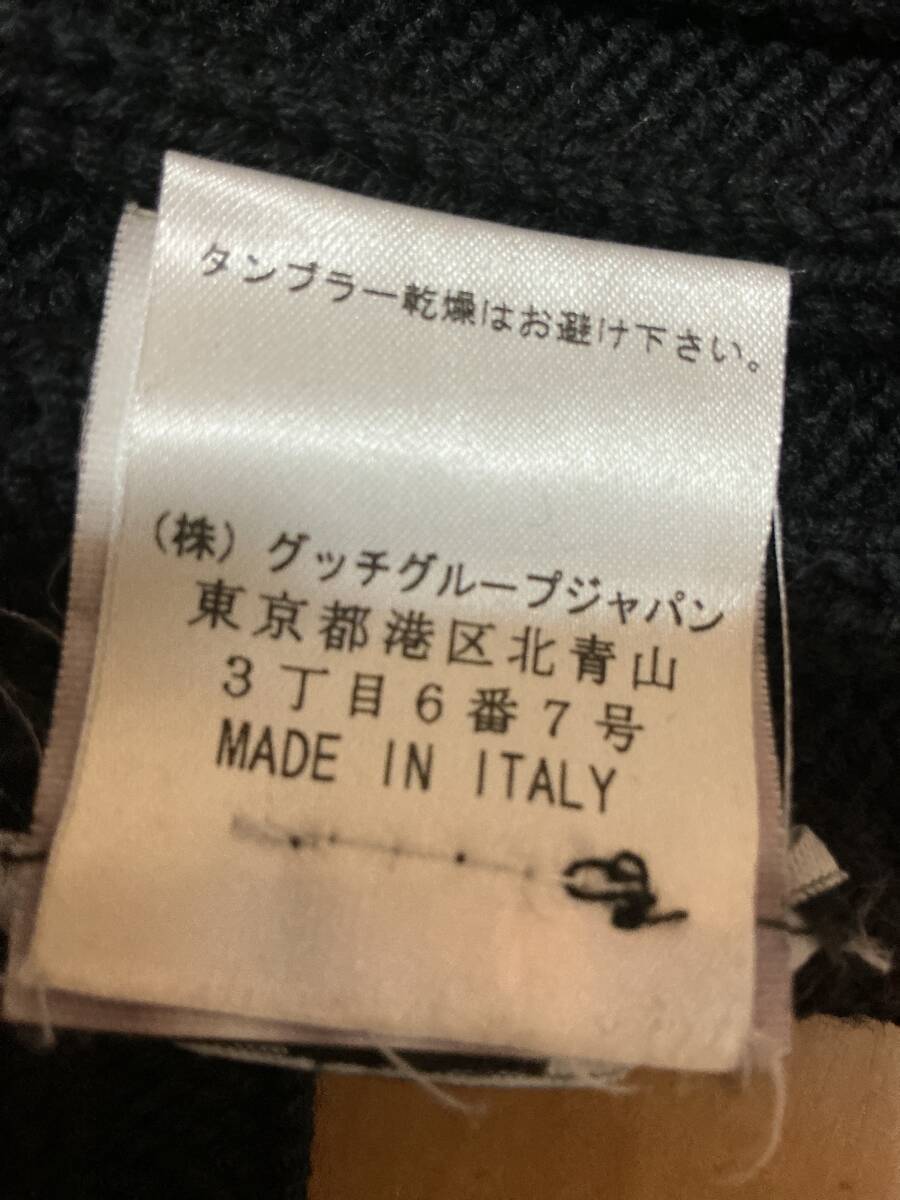 タンブラー乾燥はお避け下さい。
(株) グッチグループジャパン
東京都港区北青山
3丁目6番7号
MADE IN ITALY